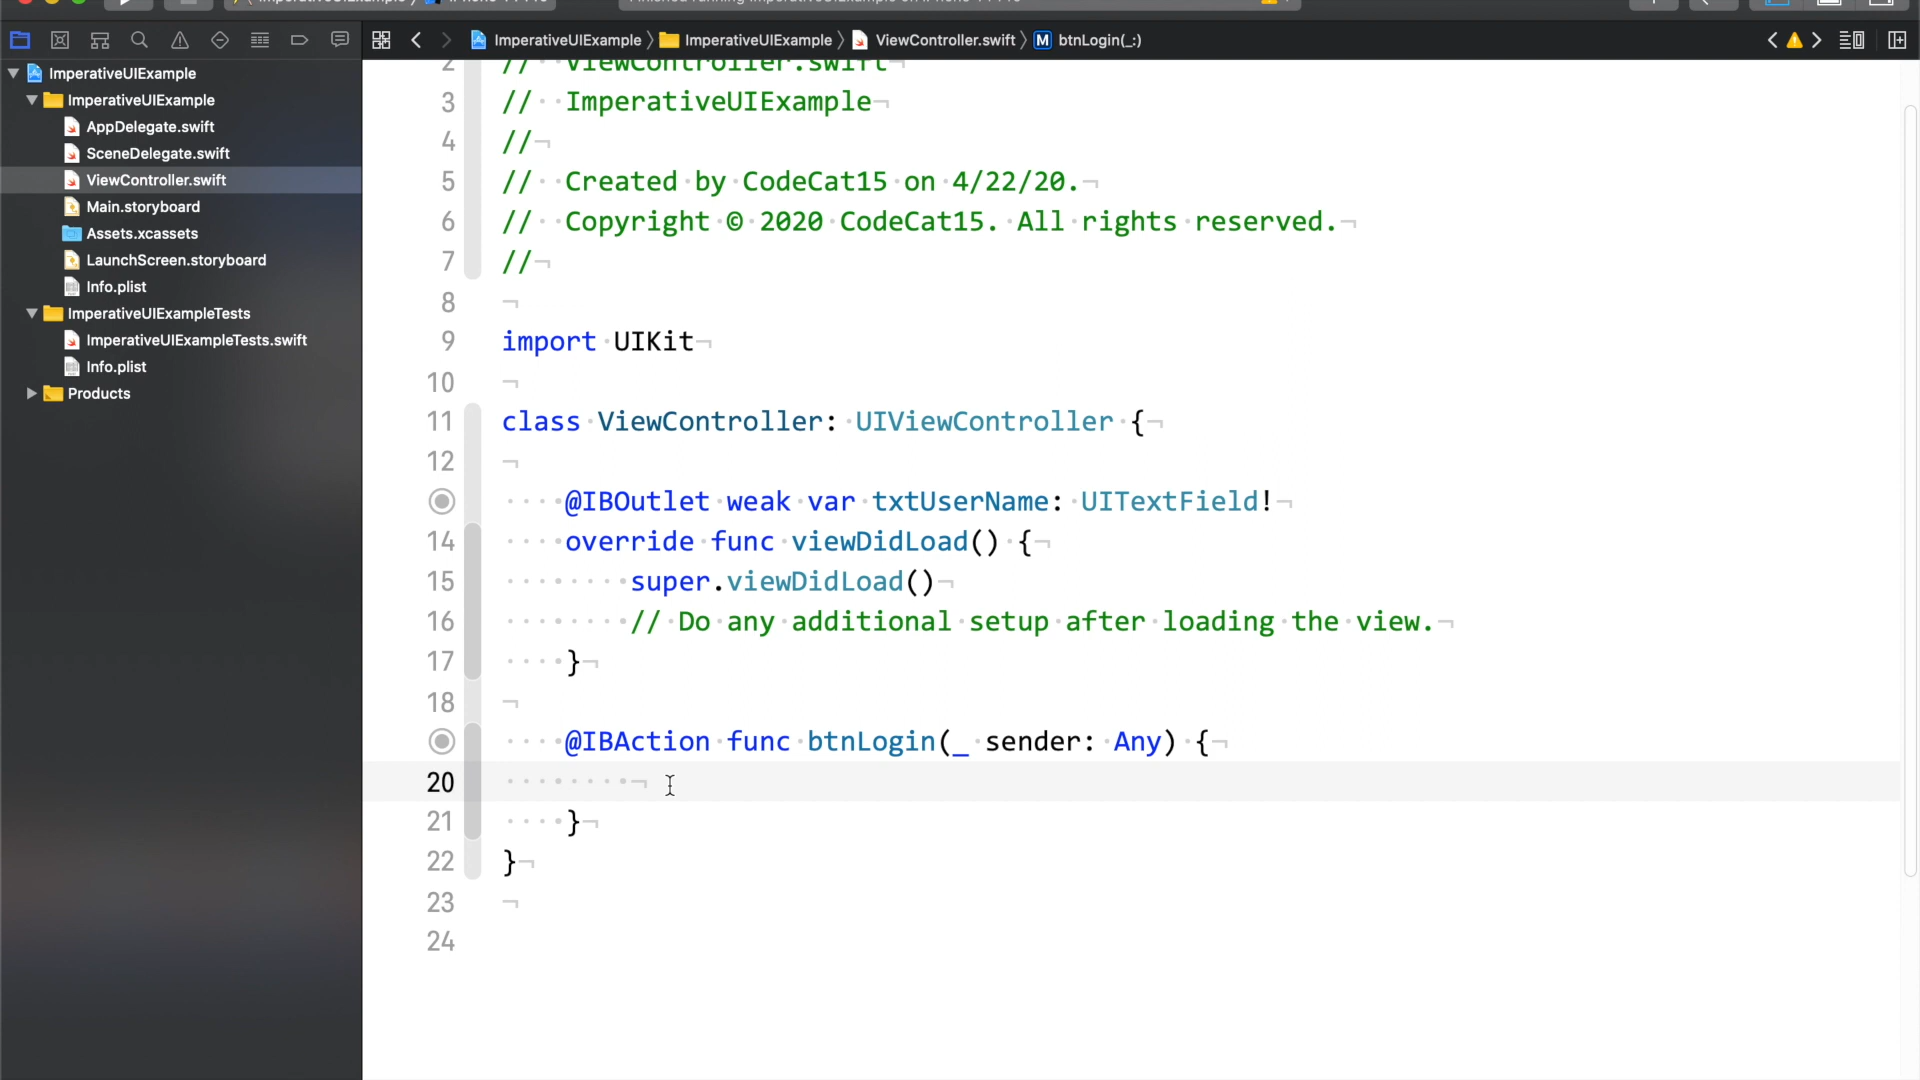 ImperativeUIExample
ImperativeUIExample
ViewController.swift
M
btnLogin(_:)
ImperativeUIExample
ImperativeUIExample
AppDelegate.swift
SceneDelegate.swift
ViewController.swift
Main.storyboard
Assets.xcassets
LaunchScreen.storyboard
Info.plist
ImperativeUIExampleTests
ImperativeUIExampleTests.swift
Info.plist
Products
2 // ViewController.swift
3 // ImperativeUIExample
4 //
5 // Created by CodeCat15 on 4/22/20.
6 // Copyright © 2020 CodeCat15. All rights reserved.
7 //
8
9 import UIKit
10
11 class ViewController: UIViewController {
12
@IBOutlet weak var txtUserName: UITextField!
14 override func viewDidLoad() {
15 super.viewDidLoad()
16 // Do any additional setup after loading the view.
17 }
18
@IBAction func btnLogin(_ sender: Any) {
20
21 }
22 }
23
24